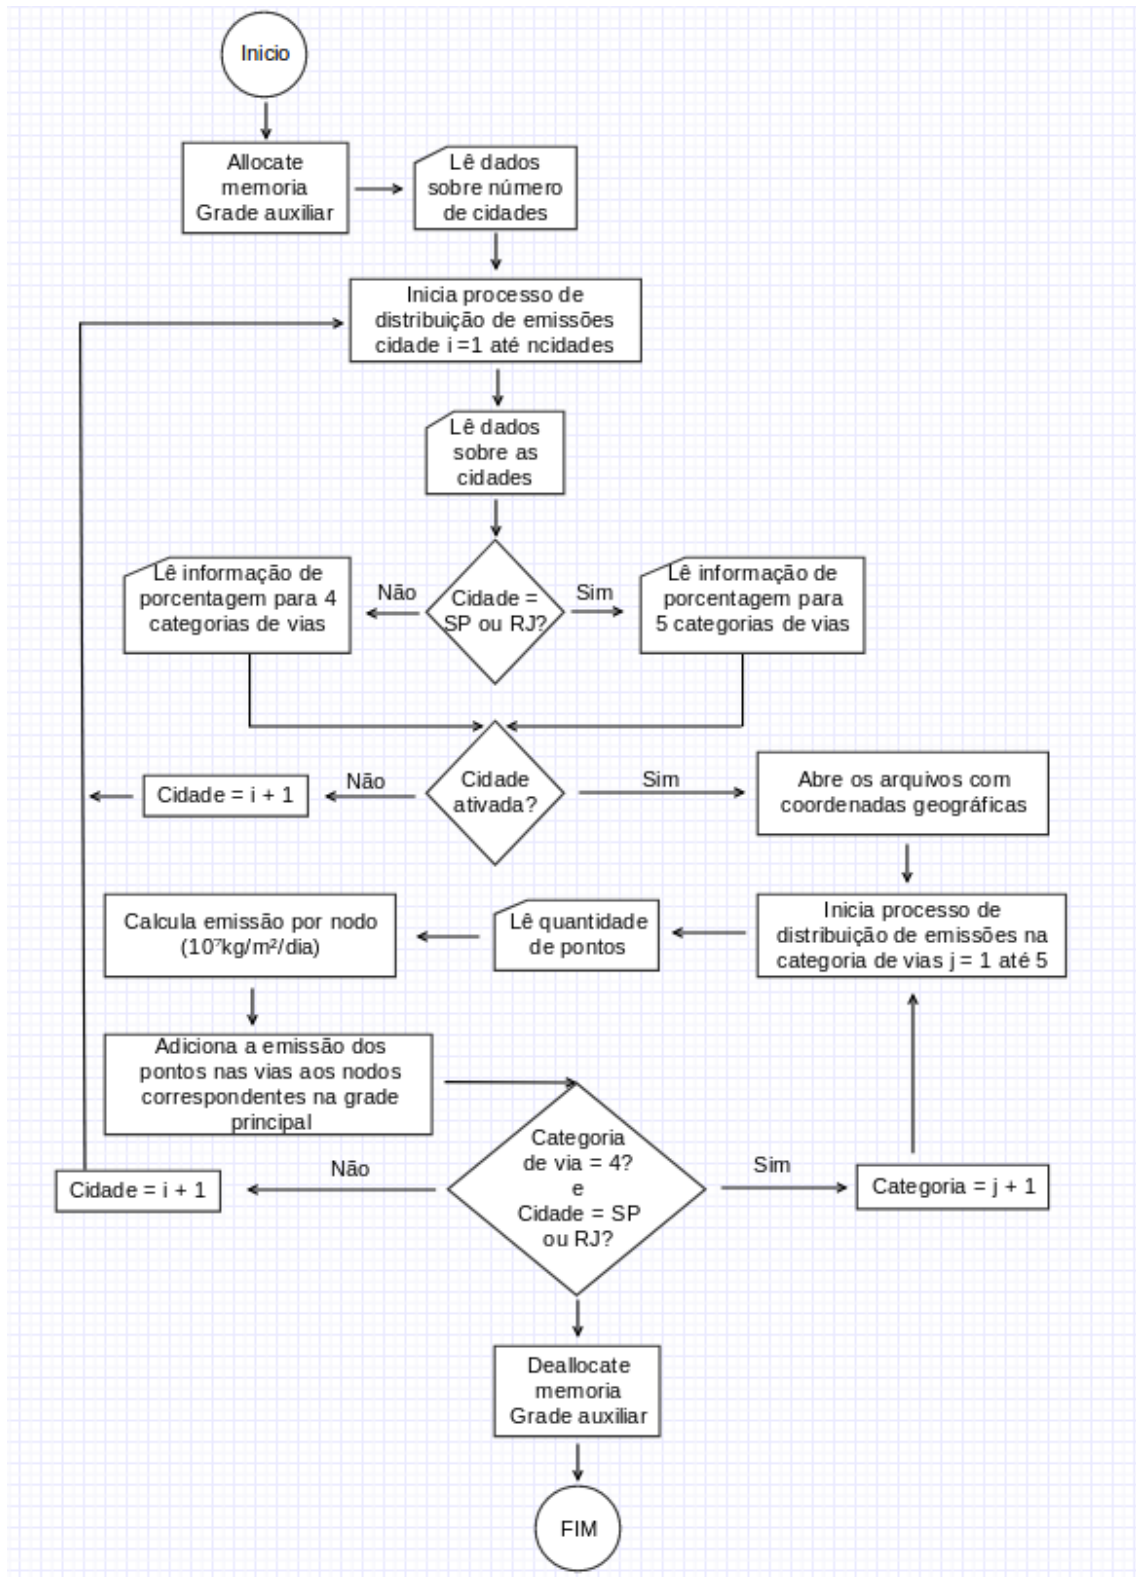 Inicio
Allocate
memoria
Grade auxiliar
Lê dados
sobre número
de cidades
Inicia processo de
distribuição de emissões
cidade i =1 até ncidades
Lê dados
sobre as
cidades
Lê informação de
porcentagem para 4
categorias de vias
Não
Cidade =
SP ou RJ?
Sim
Lê informação de
porcentagem para
5 categorias de vias
Cidade = i + 1
Não
Cidade
ativada?
Sim
Abre os arquivos com
coordenadas geográficas
Calcula emissão por nodo
(10⁷kg/m²/dia)
Lê quantidade
de pontos
Inicia processo de
distribuição de emissões na
categoria de vias j = 1 até 5
Adiciona a emissão dos
pontos nas vias aos nodos
correspondentes na grade
principal
Cidade = i + 1
Não
Categoria
de via = 4?
e
Cidade = SP
ou RJ?
Sim
Categoria = j + 1
Deallocate
memoria
Grade auxiliar
FIM